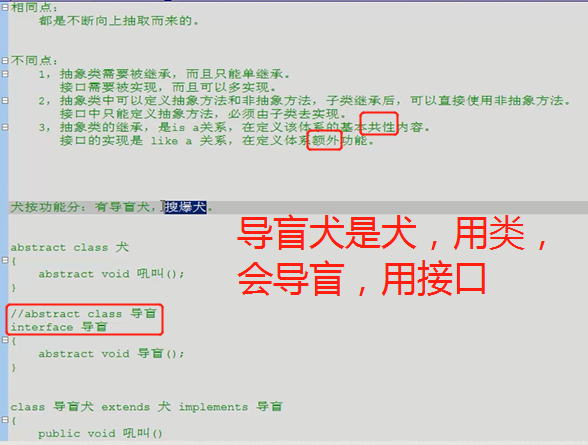 相同点:
都是不断向上抽取而来的。
不同点:
1, 抽象类需要被继承, 而且只能单继承。
接口需要被实现, 而且可以多实现。
2, 抽象类中可以定义抽象方法和非抽象方法, 子类继承后, 可以直接使用非抽象方法。
接口中只能定义抽象方法, 必须由子类去实现。
3, 抽象类的继承, 是is a关系, 在定义该体系的基本共性内容。
接口的实现是 like a 关系, 在定义体系额外功能。
犬按功能分: 有导盲犬, 搜爆犬。
导盲犬是犬，用类，
会导盲，用接口
abstract class 犬
{
abstract void 吼叫();
}
//abstract class 导盲
interface 导盲
{
abstract void 导盲();
}
class 导盲犬 extends 犬 implements 导盲
{
public void 吼叫()